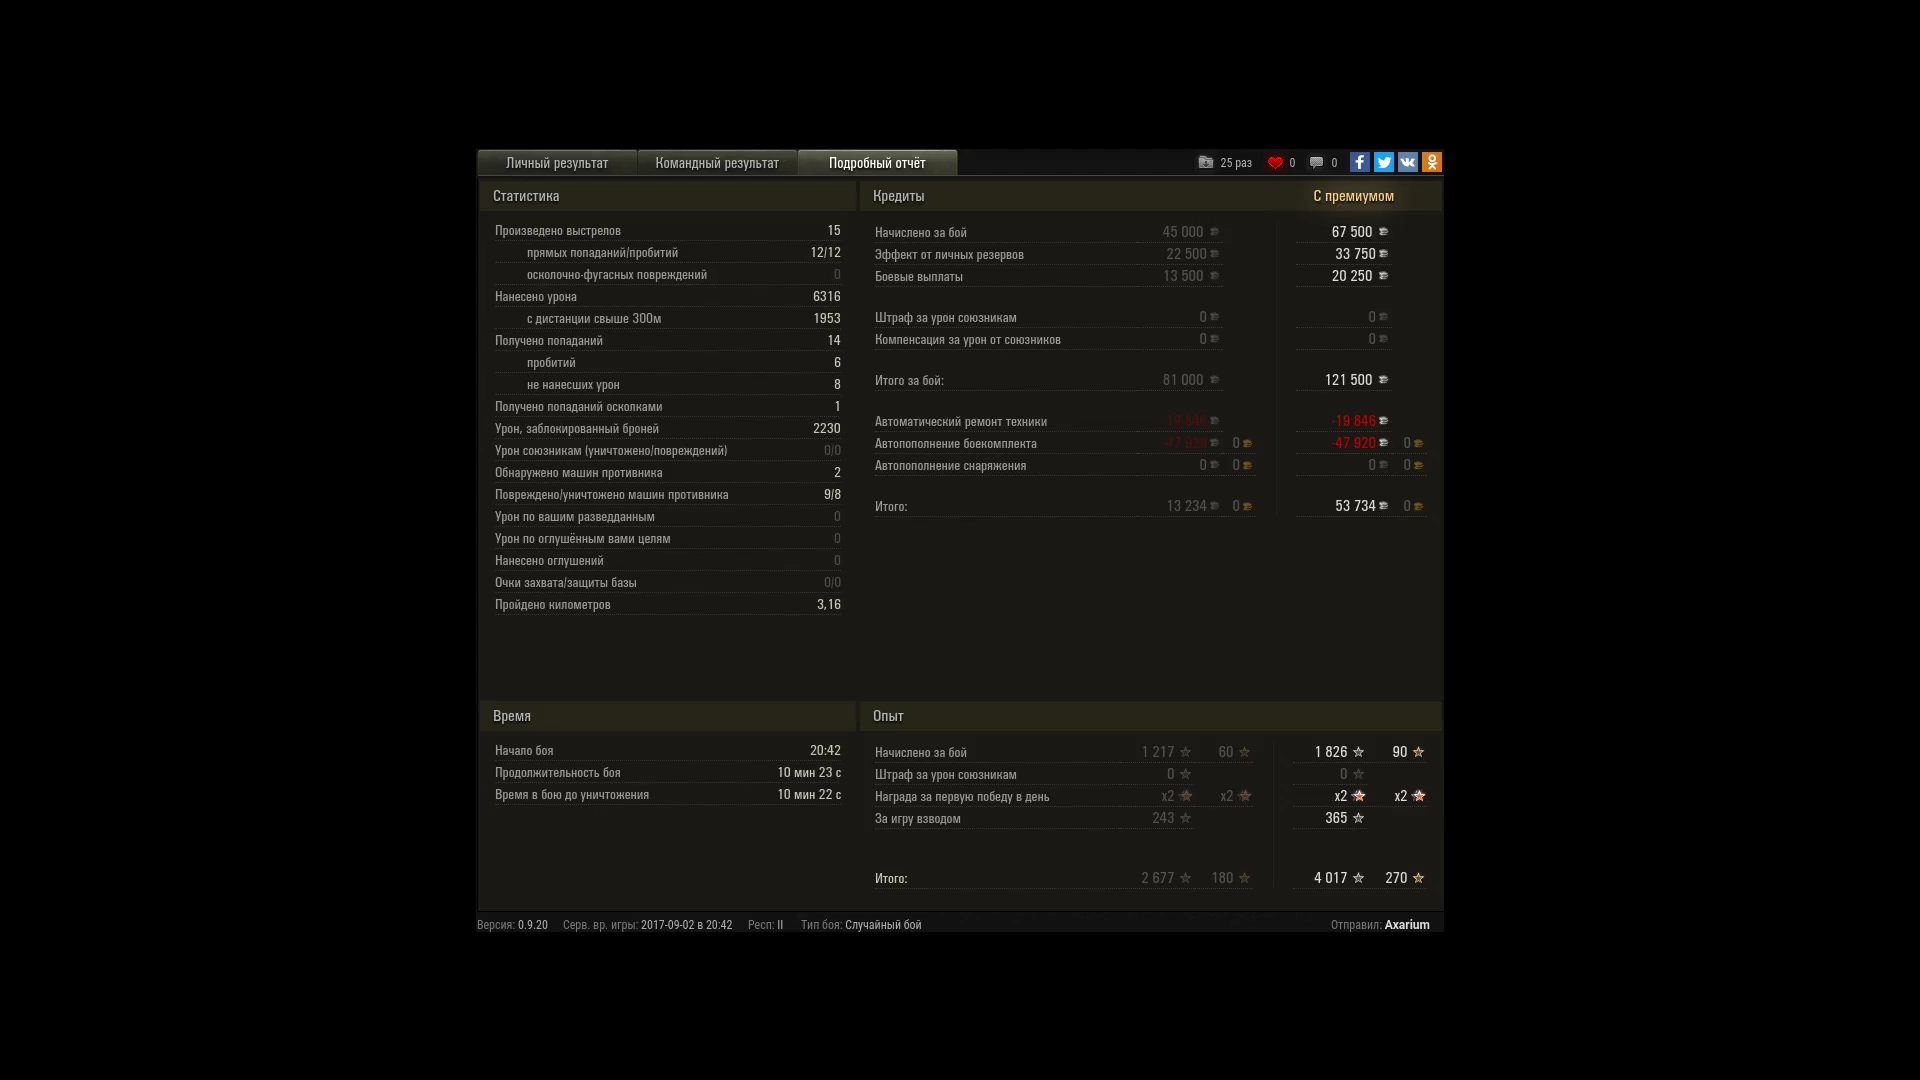 Личный результат Командный результат Подробный отчёт 25 раз 0 0
Статистика
Произведено выстрелов 15
прямых попаданий/пробитий 12/12
осколочно-фугасных повреждений 0
Нанесено урона 6316
с дистанции свыше 300м 1953
Получено попаданий 14
пробитий 6
не нанесших урон 8
Получено попаданий осколками 1
Урон, заблокированный броней 2230
Урон союзникам (уничтожено/повреждений) 0/0
Обнаружено машин противника 2
Повреждено/уничтожено машин противника 9/8
Урон по вашим разведданным 0
Урон по оглушённым вами целям 0
Нанесено оглушений 0
Очки захвата/защиты базы 0/0
Пройдено километров 3,16
Кредиты С премиумом
Начислено за бой 45 000 67 500
Эффект от личных резервов 22 500 33 750
Боевые выплаты 13 500 20 250
Штраф за урон союзникам 0 0
Компенсация за урон от союзников 0 0
Итого за бой: 81 000 121 500
Автоматический ремонт техники -19 846 -19 846
Автопополнение боекомплекта -47 920 0 -47 920 0
Автопополнение снаряжения 0 0 0 0
Итого: 13 234 0 53 734 0
Время
Начало боя 20:42
Продолжительность боя 10 мин 23 с
Время в бою до уничтожения 10 мин 22 с
Опыт
Начислено за бой 1 217 60 1 826 90
Штраф за урон союзникам 0 0
Награда за первую победу в день x2 x2 x2 x2
За игру взводом 243 365
Итого: 2 677 180 4 017 270
Версия: 0.9.20 Серв. вр. игры: 2017-09-02 в 20:42 Респ: II Тип боя: Случайный бой Отправил: Axarium